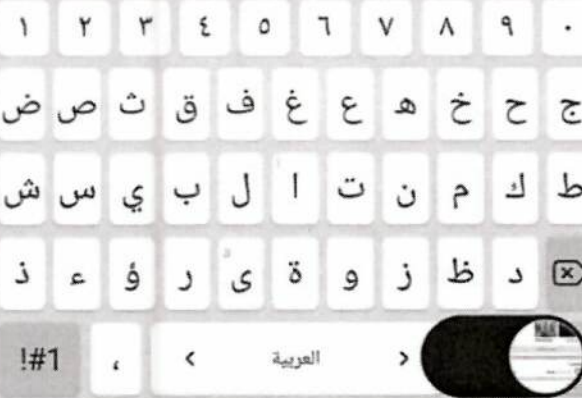 ١ ٢ ٣ ٤ ٥ ٦ ٧ ٨ ٩ ٠
ض ص ث ق ف غ ع ه خ ح ج
ش س ي ب ل ا ت ن م ك ط
ذ ء ؤ ر ى ة و ز ظ د
!#1 ، < العربية >